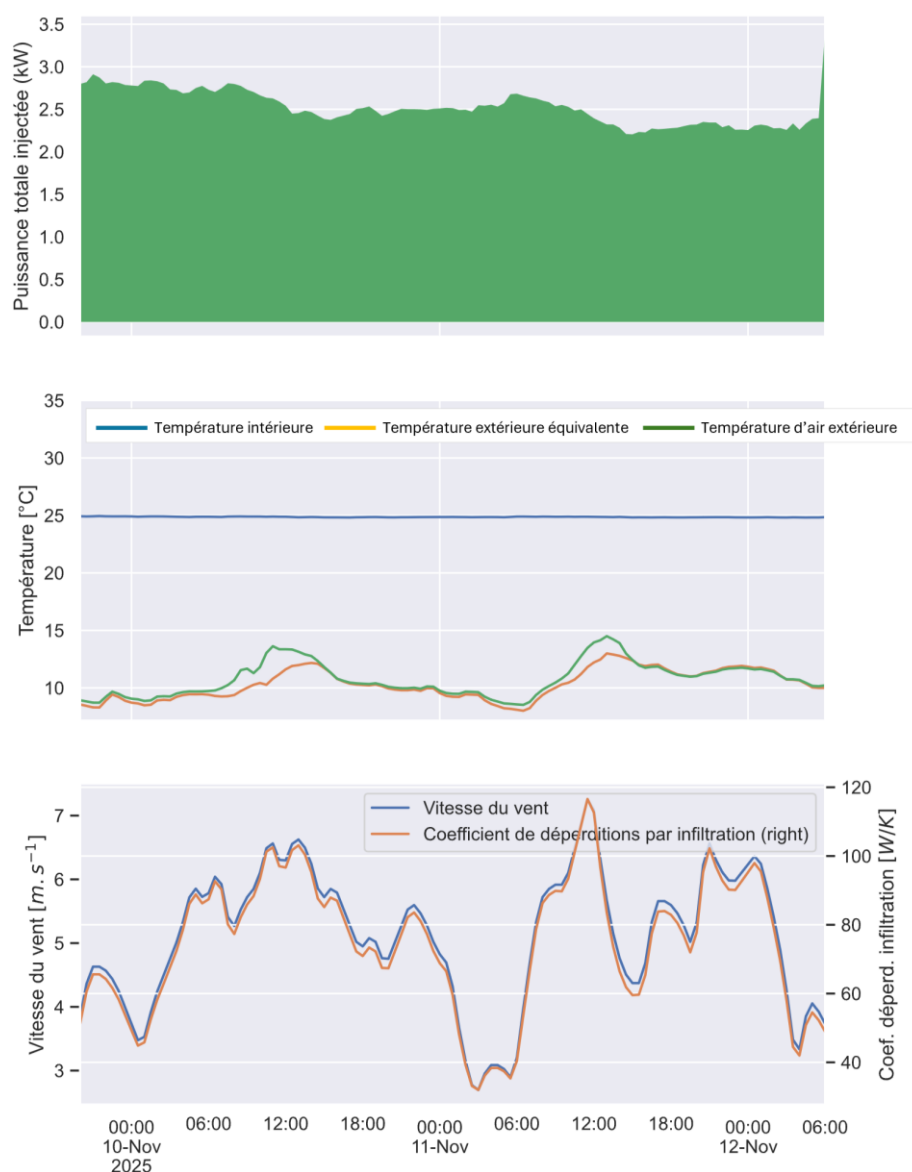 Puissance totale injectée (kW)
3.5
3.0
2.5
2.0
1.5
1.0
0.5
0.0
Température [°C]
35
30
25
20
15
10
Température intérieure Température extérieure équivalente Température d'air extérieure
Vitesse du vent [m. s⁻¹]
7
6
5
4
3
Vitesse du vent
Coefficient de déperditions par infiltration (right)
120
100
80
60
40
Coef. déperd. infiltration [W/K]
00:00 06:00 12:00 18:00 00:00 06:00 12:00 18:00 00:00 06:00
10-Nov 11-Nov 12-Nov
2025